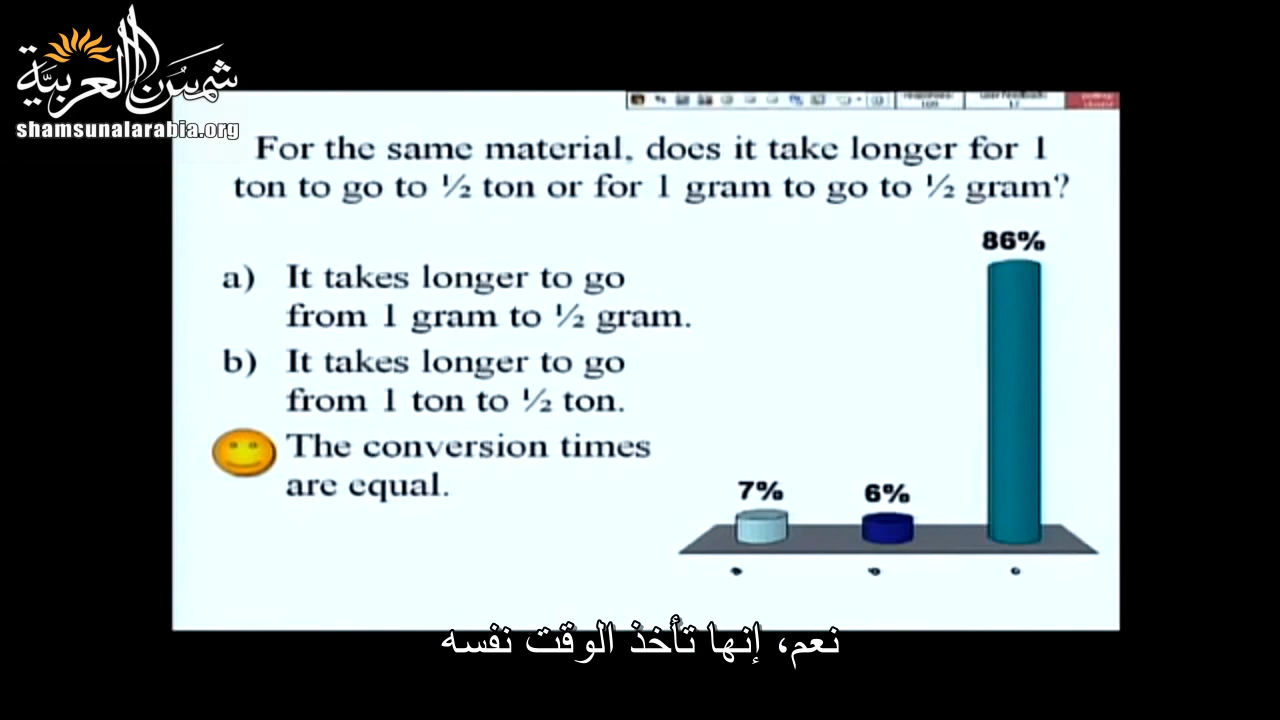 شمس العربية
shamsunalarabia.org
For the same material, does it take longer for 1
ton to go to ½ ton or for 1 gram to go to ½ gram?
86%
a) It takes longer to go
from 1 gram to ½ gram.
b) It takes longer to go
from 1 ton to ½ ton.
The conversion times
are equal.
7%
6%
نعم، إنها تأخذ الوقت نفسه